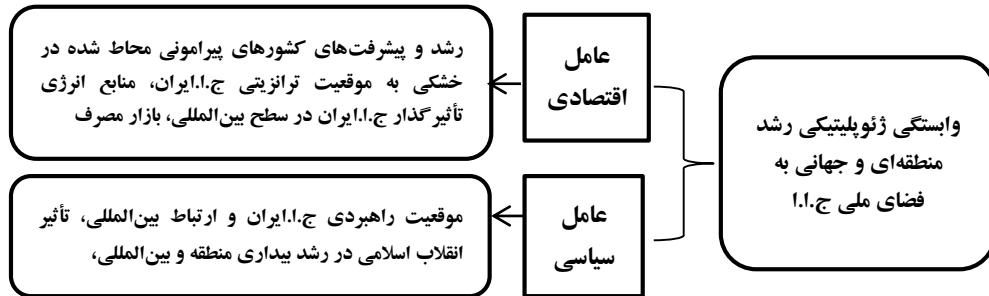 وابستگی ژئوپلیتیکی رشد
منطقه‌ای و جهانی به
فضای ملی ج.ا.ا
عامل
اقتصادی
رشد و پیشرفت‌های کشورهای پیرامونی محاط شده در
خشکی به موقعیت ترانزیتی ج.ا.ایران، منابع انرژی
تأثیرگذار ج.ا.ایران در سطح بین‌المللی، بازار مصرف
عامل
سیاسی
موقعیت راهبردی ج.ا.ایران و ارتباط بین‌المللی، تأثیر
انقلاب اسلامی در رشد بیداری منطقه و بین‌المللی،